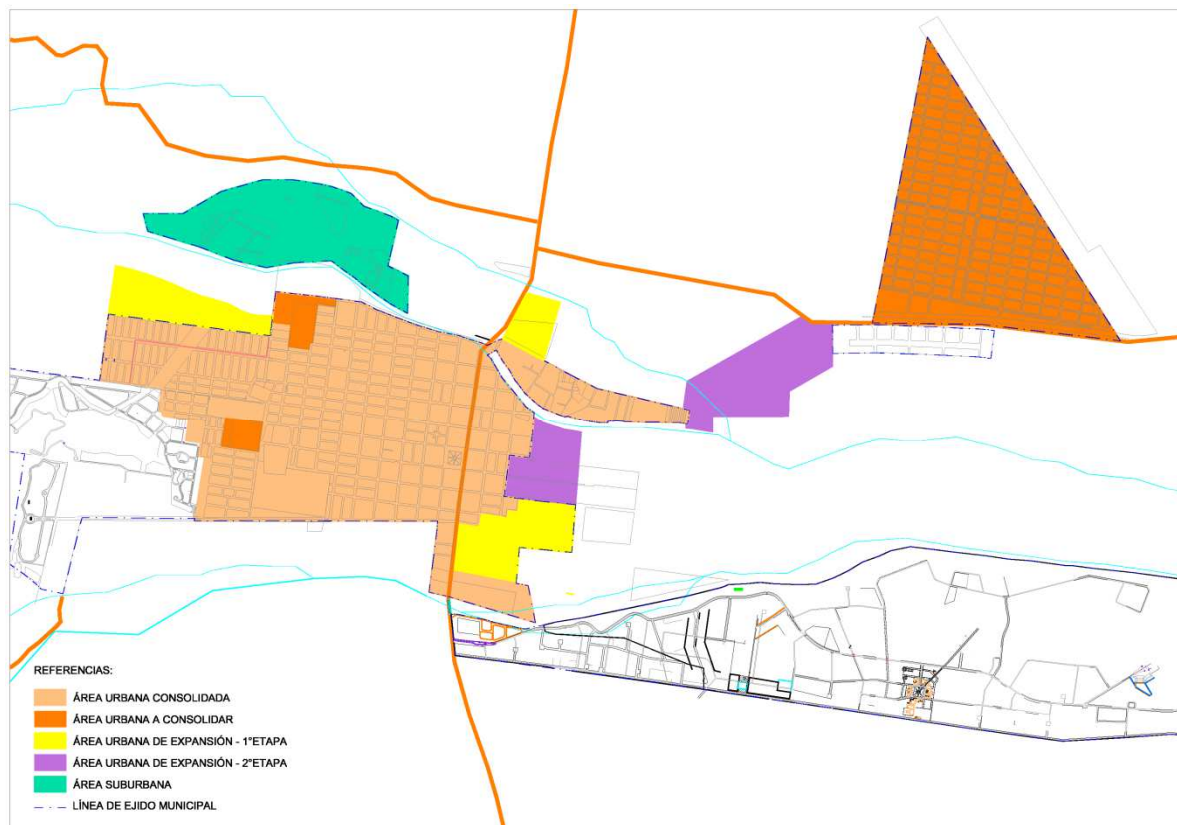 REFERENCIAS:
ÁREA URBANA CONSOLIDADA
ÁREA URBANA A CONSOLIDAR
ÁREA URBANA DE EXPANSIÓN - 1°ETAPA
ÁREA URBANA DE EXPANSIÓN - 2°ETAPA
ÁREA SUBURBANA
LÍNEA DE EJIDO MUNICIPAL